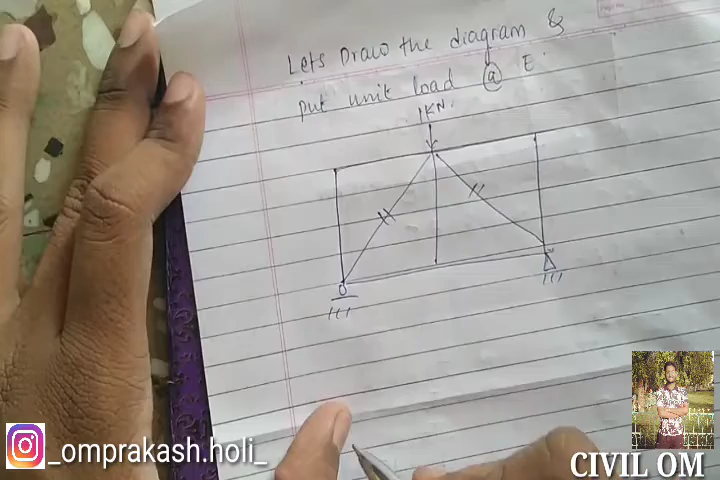 Lets Draw the diagram &
put unit load @ E.
1KN.
_omprakash.holi_
CIVIL OM